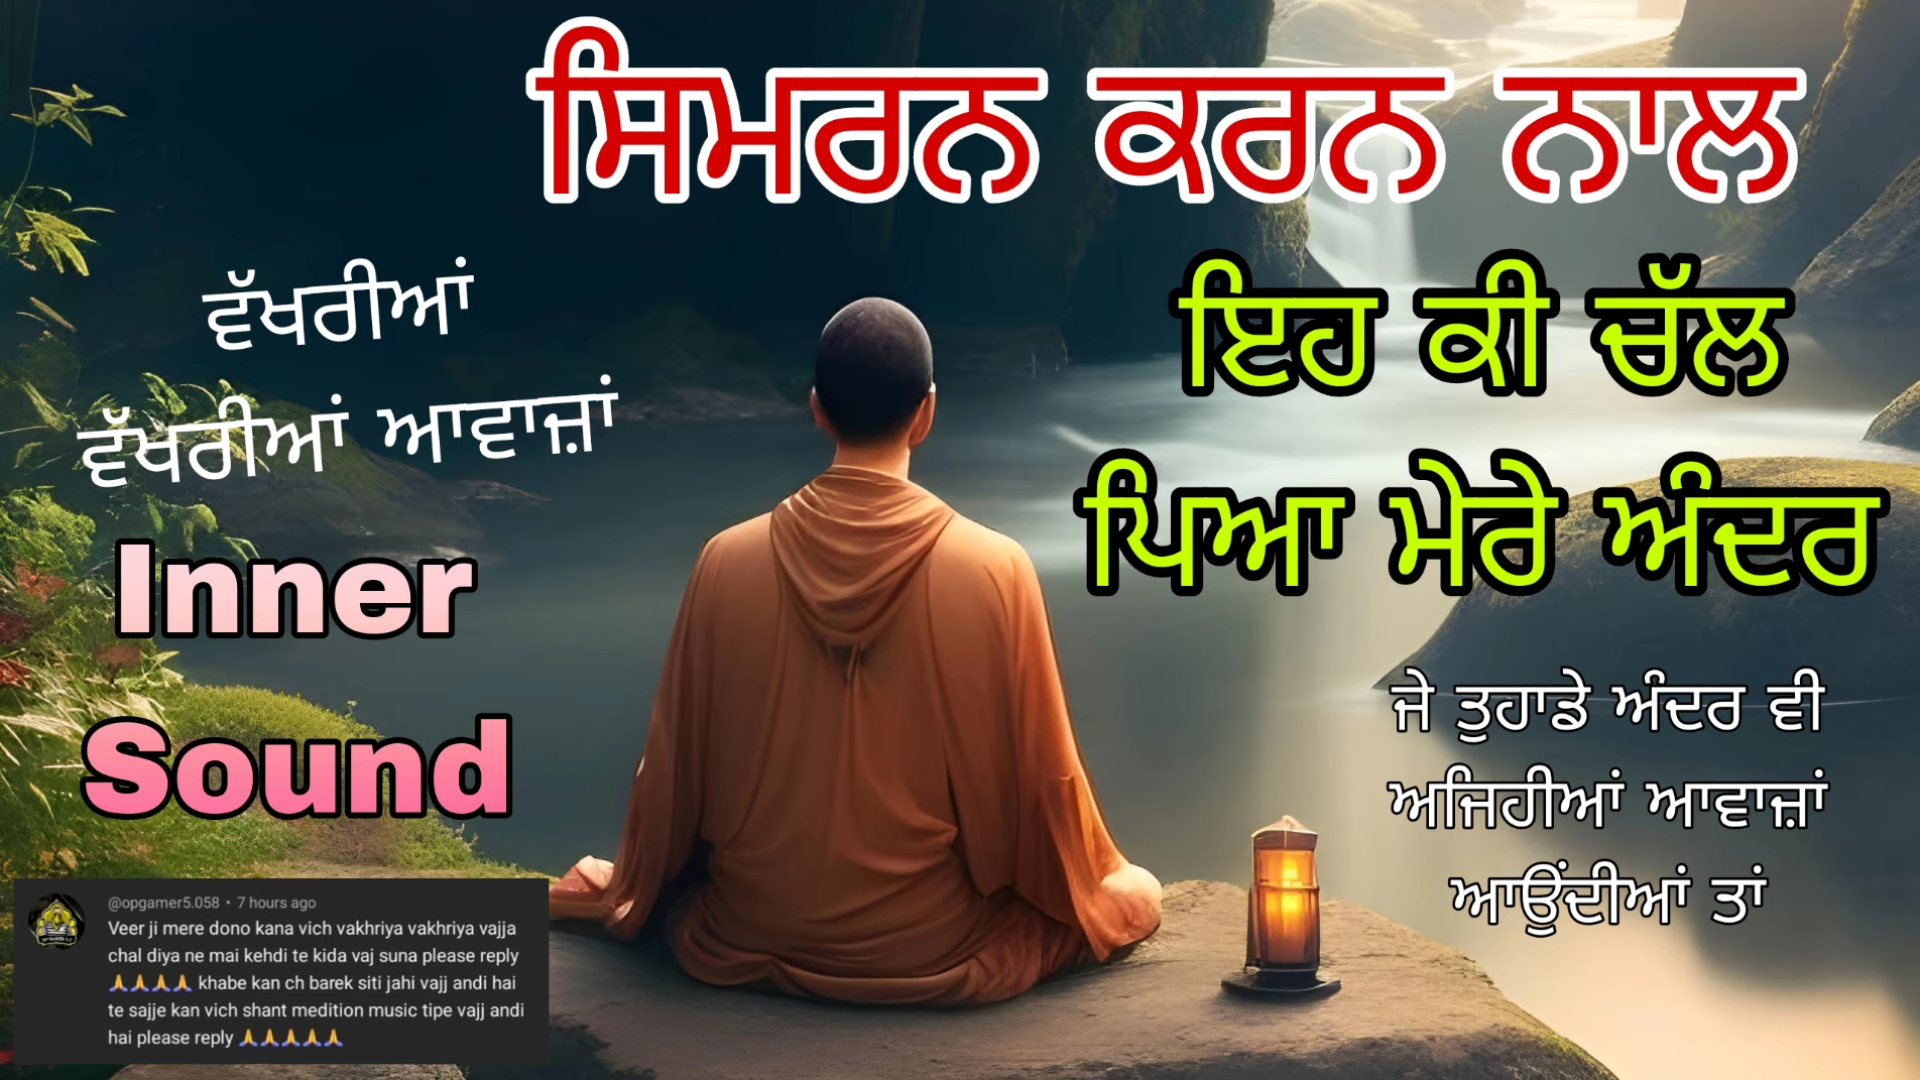 ਸਿਮਰਨ ਕਰਨ ਨਾਲ
ਇਹ ਕੀ ਚੱਲ
ਪਿਆ ਮੇਰੇ ਅੰਦਰ
ਵੱਖਰੀਆਂ
ਵੱਖਰੀਆਂ ਆਵਾਜ਼ਾਂ
Inner
Sound
ਜੇ ਤੁਹਾਡੇ ਅੰਦਰ ਵੀ
ਅਜਿਹੀਆਂ ਆਵਾਜ਼ਾਂ
ਆਉਂਦੀਆਂ ਤਾਂ
@opgamer5.058 • 7 hours ago
Veer ji mere dono kana vich vakhriya vakhriya vajja
chal diya ne mai kehdi te kida vaj suna please reply
🙏🙏🙏🙏 khabe kan ch barek siti jahi vajj andi hai
te sajje kan vich shant medition music tipe vajj andi
hai please reply 🙏🙏🙏🙏🙏